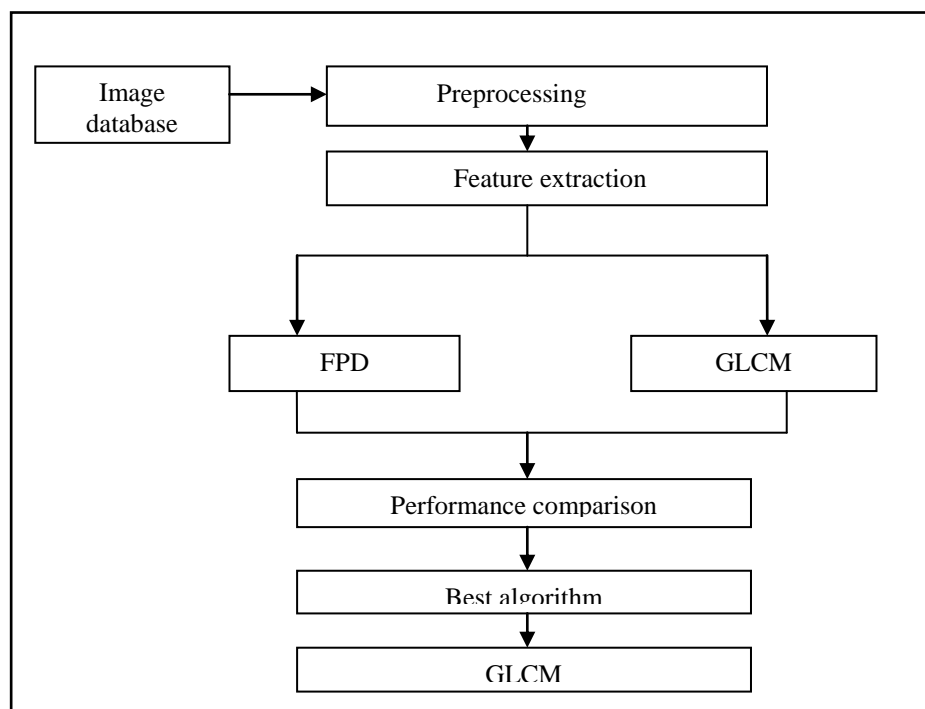 Image
database
Preprocessing
Feature extraction
FPD
GLCM
Performance comparison
Best algorithm
GLCM